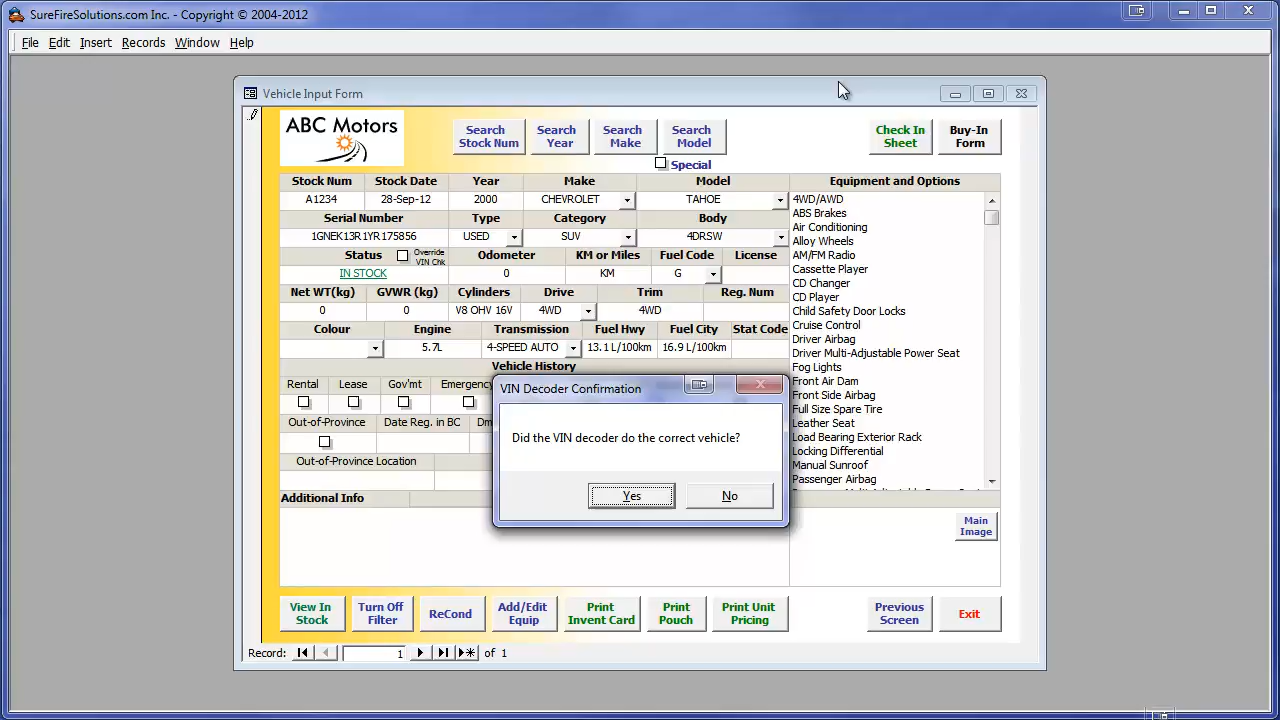 SureFireSolutions.com Inc. - Copyright © 2004-2012
File Edit Insert Records Window Help
Vehicle Input Form
ABC Motors
Search Stock Num
Search Year
Search Make
Search Model
Special
Check In Sheet
Buy-In Form
Stock Num Stock Date Year Make Model Equipment and Options
A1234 28-Sep-12 2000 CHEVROLET TAHOE
Serial Number Type Category Body
1GNEK13R1YR175856 USED SUV 4DRSW
Status Override VIN Chk Odometer KM or Miles Fuel Code License
IN STOCK 0 KM G
Net WT(kg) GVWR (kg) Cylinders Drive Trim Reg. Num
0 0 V8 OHV 16V 4WD 4WD
Colour Engine Transmission Fuel Hwy Fuel City Stat Code
5.7L 4-SPEED AUTO 13.1 L/100km 16.9 L/100km
Vehicle History
Rental Lease Gov'mt Emergency
Out-of-Province Date Reg. in BC
Out-of-Province Location
Additional Info
4WD/AWD
ABS Brakes
Air Conditioning
Alloy Wheels
AM/FM Radio
Cassette Player
CD Changer
CD Player
Child Safety Door Locks
Cruise Control
Driver Airbag
Driver Multi-Adjustable Power Seat
Fog Lights
Front Air Dam
Front Side Airbag
Full Size Spare Tire
Leather Seat
Load Bearing Exterior Rack
Locking Differential
Manual Sunroof
Passenger Airbag
VIN Decoder Confirmation
Did the VIN decoder do the correct vehicle?
Yes No
Main Image
View In Stock
Turn Off Filter
ReCond
Add/Edit Equip
Print Invent Card
Print Pouch
Print Unit Pricing
Previous Screen
Exit
Record: 1 of 1